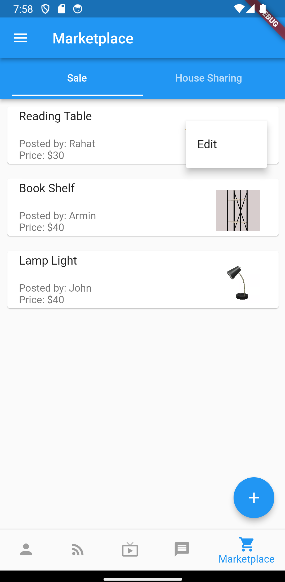 7:58
DEBUG
Marketplace
Sale
House Sharing
Reading Table
Posted by: Rahat
Price: $30
Edit
Book Shelf
Posted by: Armin
Price: $40
Lamp Light
Posted by: John
Price: $40
Marketplace